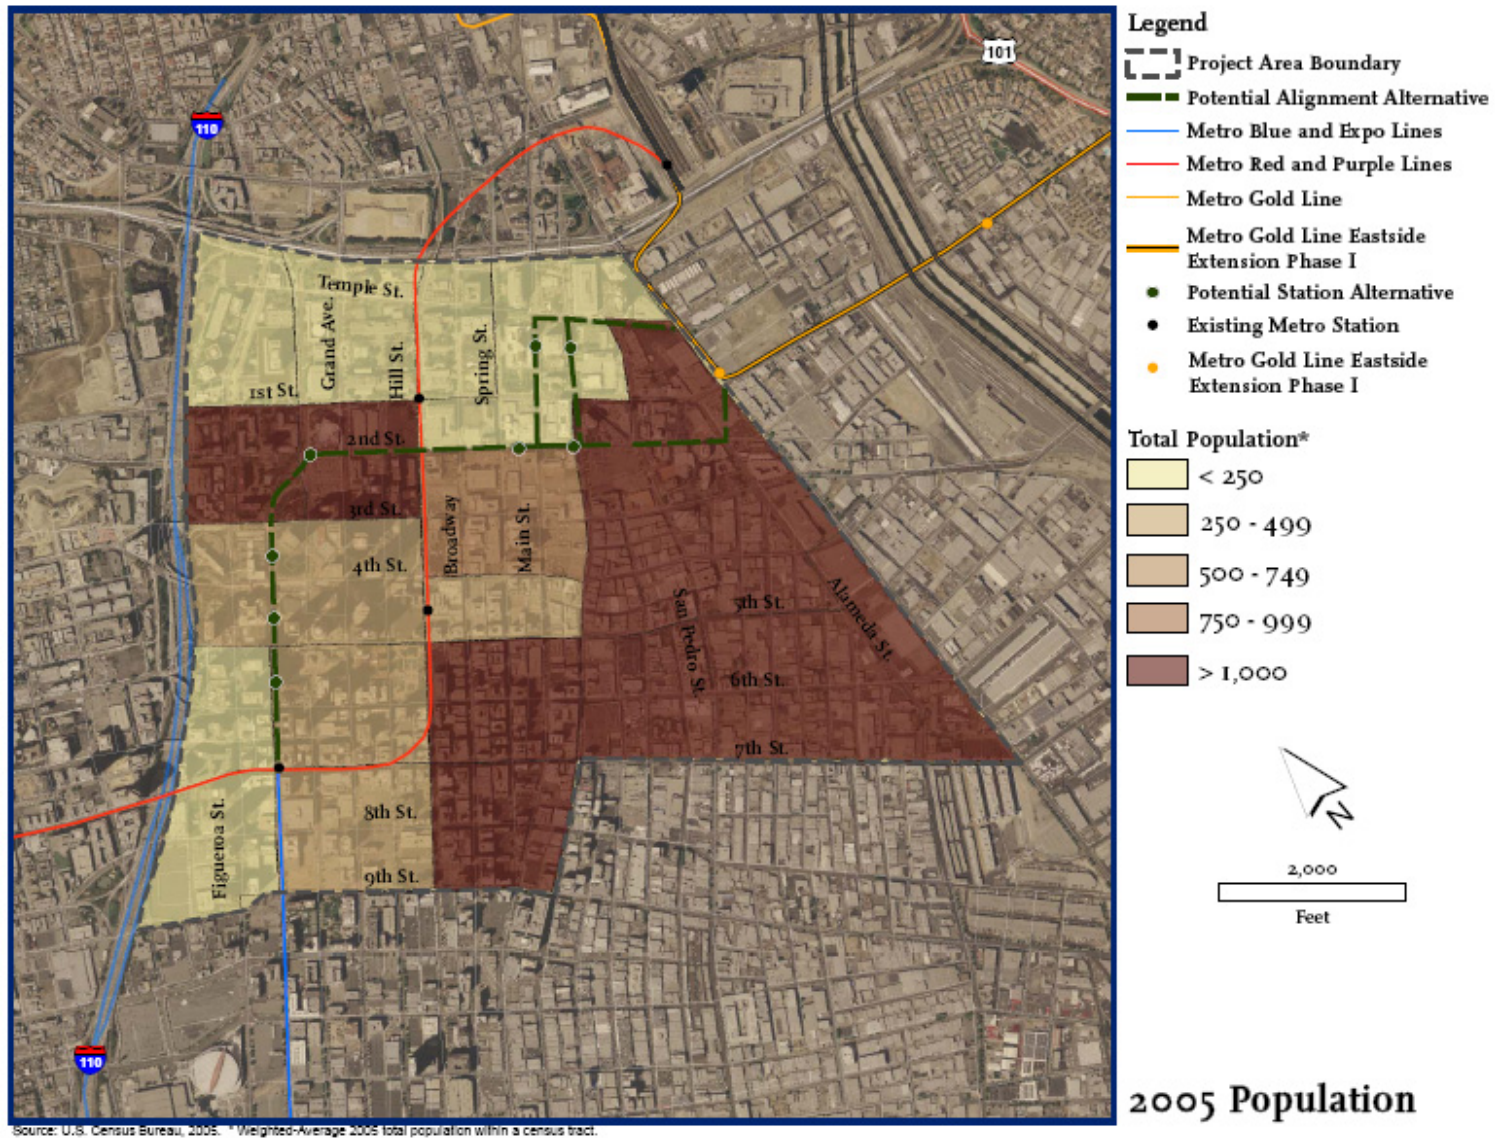 110
101
Temple St.
Grand Ave.
Hill St.
Spring St.
1st St.
2nd St.
3rd St.
4th St.
Broadway
Main St.
5th St.
San Pedro St.
Alameda St.
6th St.
7th St.
8th St.
Figueroa St.
9th St.
110
Source: U.S. Census Bureau, 2005. * Weighted-Average 2005 total population within a census tract.
Legend
Project Area Boundary
Potential Alignment Alternative
Metro Blue and Expo Lines
Metro Red and Purple Lines
Metro Gold Line
Metro Gold Line Eastside
Extension Phase I
Potential Station Alternative
Existing Metro Station
Metro Gold Line Eastside
Extension Phase I
Total Population*
< 250
250 - 499
500 - 749
750 - 999
> 1,000
N
2,000
Feet
2005 Population